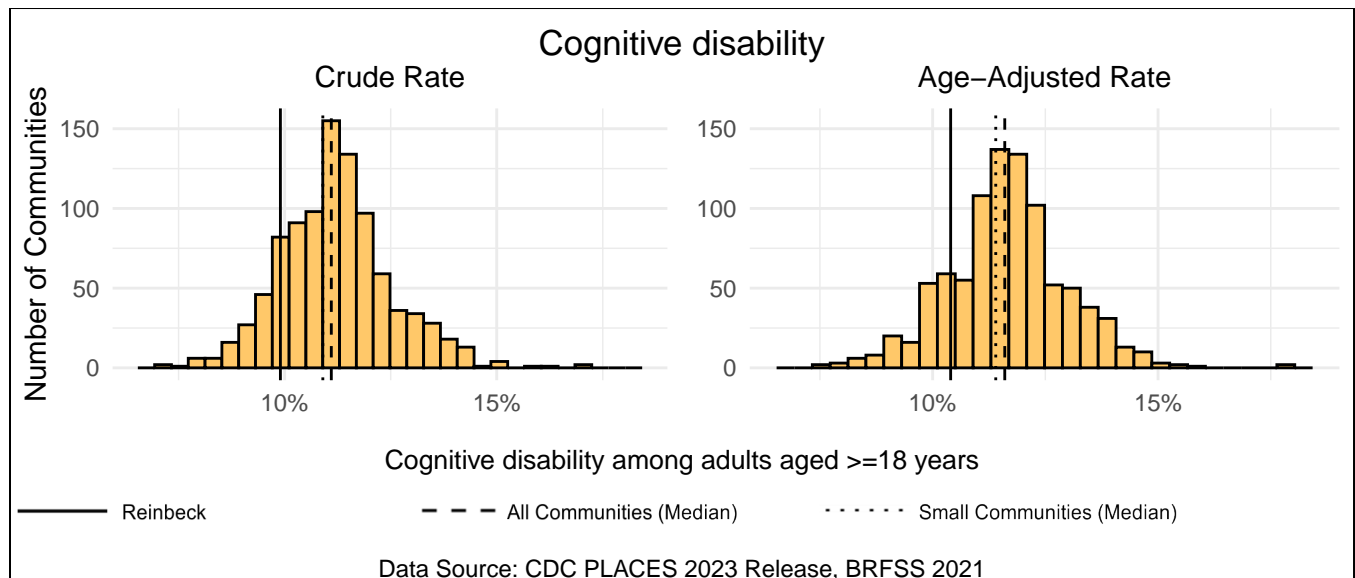 Cognitive disability
Crude Rate
Age−Adjusted Rate
Number of Communities
150
100
50
0
10%
15%
150
100
50
0
10%
15%
Cognitive disability among adults aged >=18 years
Reinbeck
All Communities (Median)
Small Communities (Median)
Data Source: CDC PLACES 2023 Release, BRFSS 2021